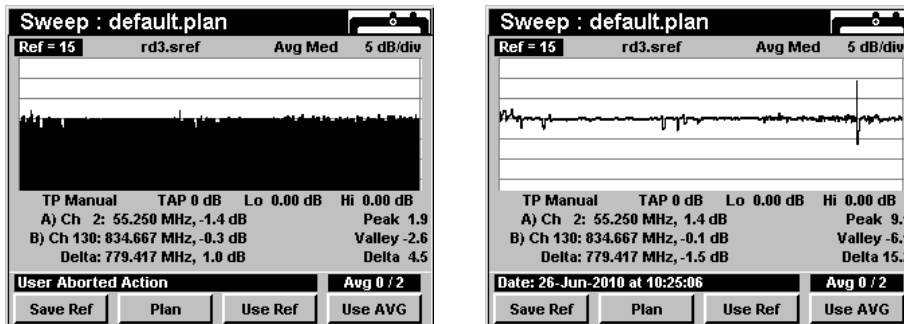 Sweep : default.plan
Ref = 15 rd3.sref Avg Med 5 dB/div
TP Manual TAP 0 dB Lo 0.00 dB Hi 0.00 dB
A) Ch 2: 55.250 MHz, -1.4 dB Peak 1.9
B) Ch 130: 834.667 MHz, -0.3 dB Valley -2.6
Delta: 779.417 MHz, 1.0 dB Delta 4.5
User Aborted Action Avg 0 / 2
Save Ref Plan Use Ref Use AVG
Sweep : default.plan
Ref = 15 rd3.sref Avg Med 5 dB/div
TP Manual TAP 0 dB Lo 0.00 dB Hi 0.00 dB
A) Ch 2: 55.250 MHz, 1.4 dB Peak 9.
B) Ch 130: 834.667 MHz, -0.1 dB Valley -6.
Delta: 779.417 MHz, -1.5 dB Delta 15.
Date: 26-Jun-2010 at 10:25:06 Avg 0 / 2
Save Ref Plan Use Ref Use AVG